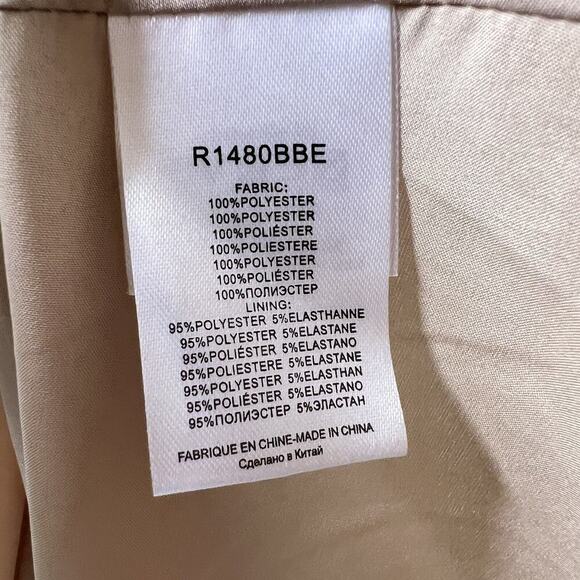 R1480BBE
FABRIC:
100%POLYESTER
100%POLYESTER
100%POLIÉSTER
100%POLIESTERE
100%POLYESTER
100%POLIÉSTER
100%ПОЛИЭСТЕР
LINING:
95%POLYESTER 5%ELASTHANNE
95%POLYESTER 5%ELASTANE
95%POLIÉSTER 5%ELASTANO
95%POLIESTERE 5%ELASTANE
95%POLYESTER 5%ELASTHAN
95%POLIÉSTER 5%ELASTANO
95%ПОЛИЭСТЕР 5%ЭЛАСТАН
FABRIQUE EN CHINE-MADE IN CHINA
Сделано в Китай